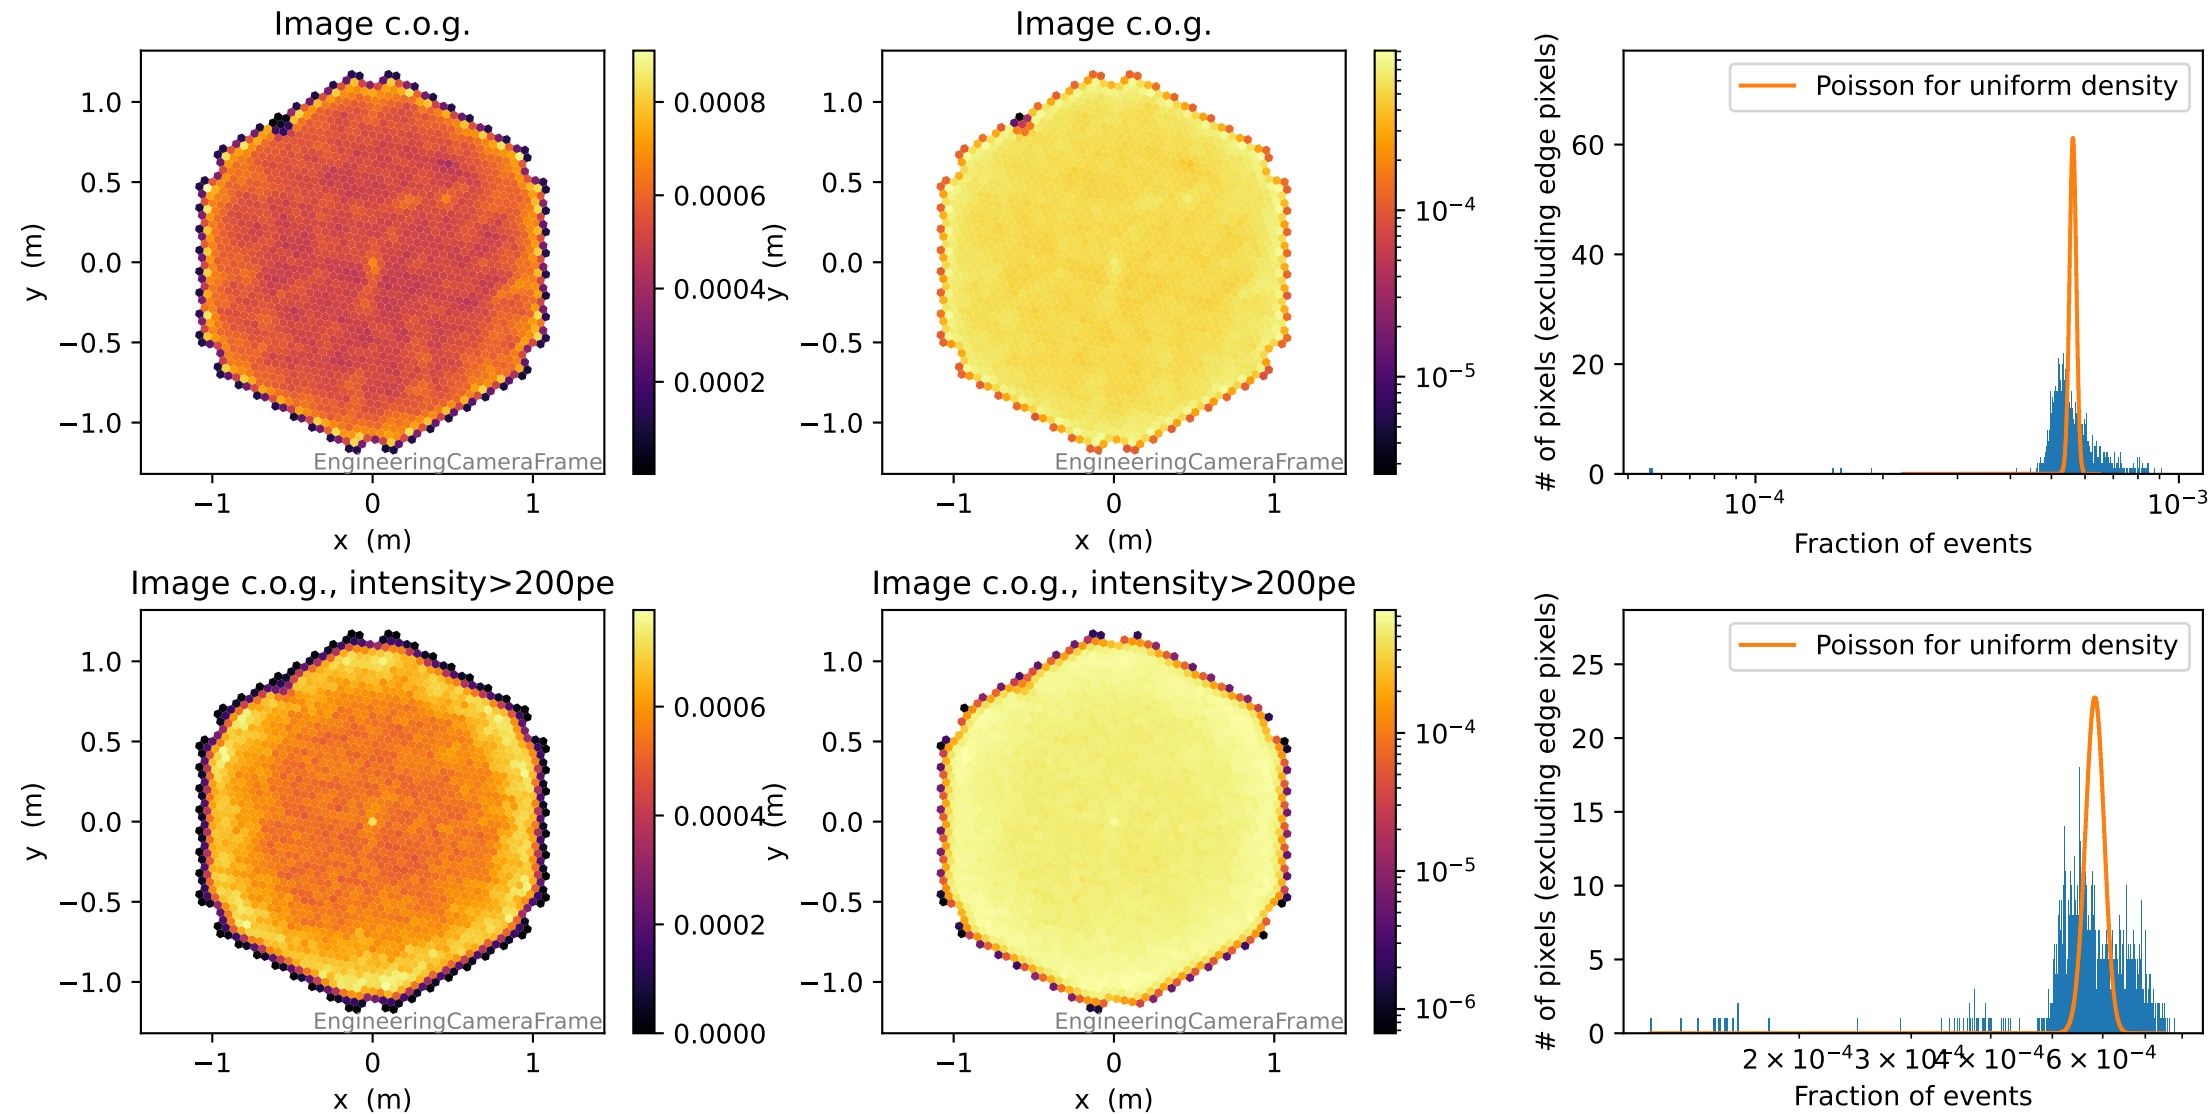 Image c.o.g.
1.0
0.5
0.0
−0.5
−1.0
y (m)
−1
0
1
x (m)
EngineeringCameraFrame
0.0008
0.0006
0.0004
0.0002
Image c.o.g.
1.0
0.5
0.0
−0.5
−1.0
y (m)
−1
0
1
x (m)
EngineeringCameraFrame
10⁻⁴
10⁻⁵
Poisson for uniform density
# of pixels (excluding edge pixels)
60
40
20
0
10⁻⁴
10⁻³
Fraction of events
Image c.o.g., intensity>200pe
1.0
0.5
0.0
−0.5
−1.0
y (m)
−1
0
1
x (m)
EngineeringCameraFrame
0.0006
0.0004
0.0002
0.0000
Image c.o.g., intensity>200pe
1.0
0.5
0.0
−0.5
−1.0
y (m)
−1
0
1
x (m)
EngineeringCameraFrame
10⁻⁴
10⁻⁵
10⁻⁶
Poisson for uniform density
# of pixels (excluding edge pixels)
25
20
15
10
5
0
2 × 10⁻⁴
3 × 10⁻⁴
4 × 10⁻⁴
6 × 10⁻⁴
Fraction of events